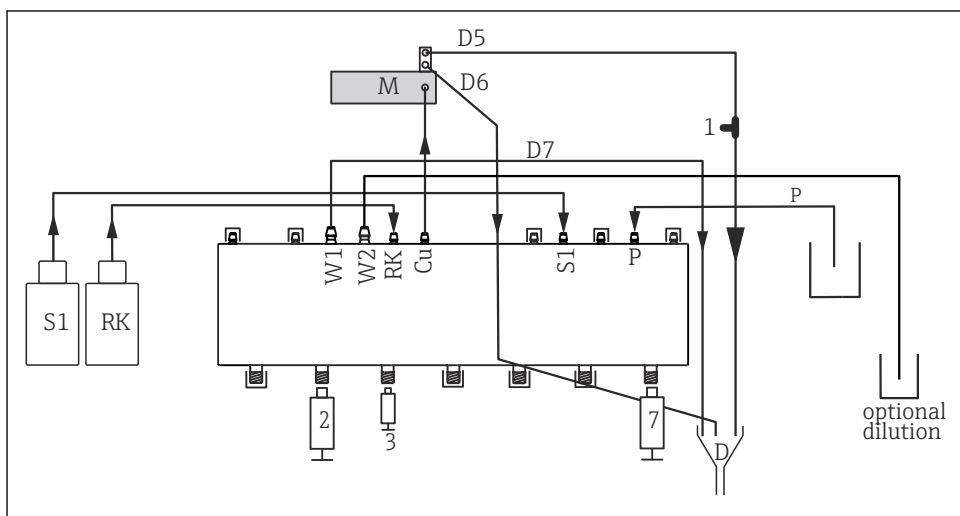 D5
M
D6
1
D7
P
W1
W2
RK
Cu
S1
P
S1
RK
2
3
7
D
optional
dilution